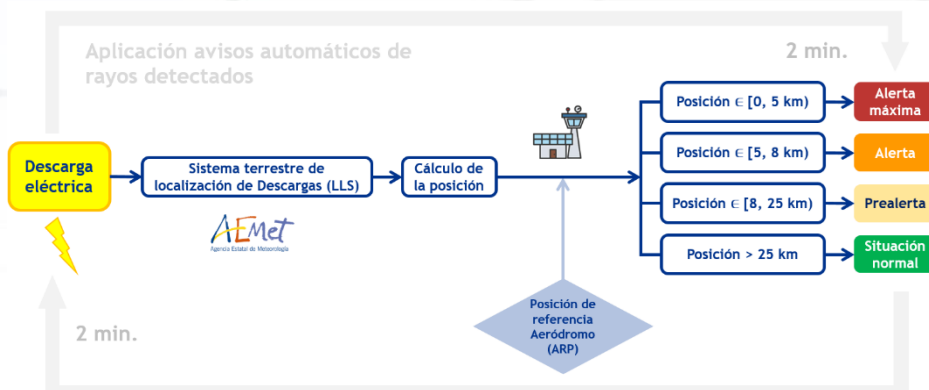 Aplicación avisos automáticos de
rayos detectados
2 min.
Descarga
eléctrica
Sistema terrestre de
localización de Descargas (LLS)
Cálculo de
la posición
Posición ∈ [0, 5 km)
Alerta
máxima
Posición ∈ [5, 8 km)
Alerta
Posición ∈ [8, 25 km)
Prealerta
Posición > 25 km
Situación
normal
AEMet
Agencia Estatal de Meteorología
Posición de
referencia
Aeródromo
(ARP)
2 min.